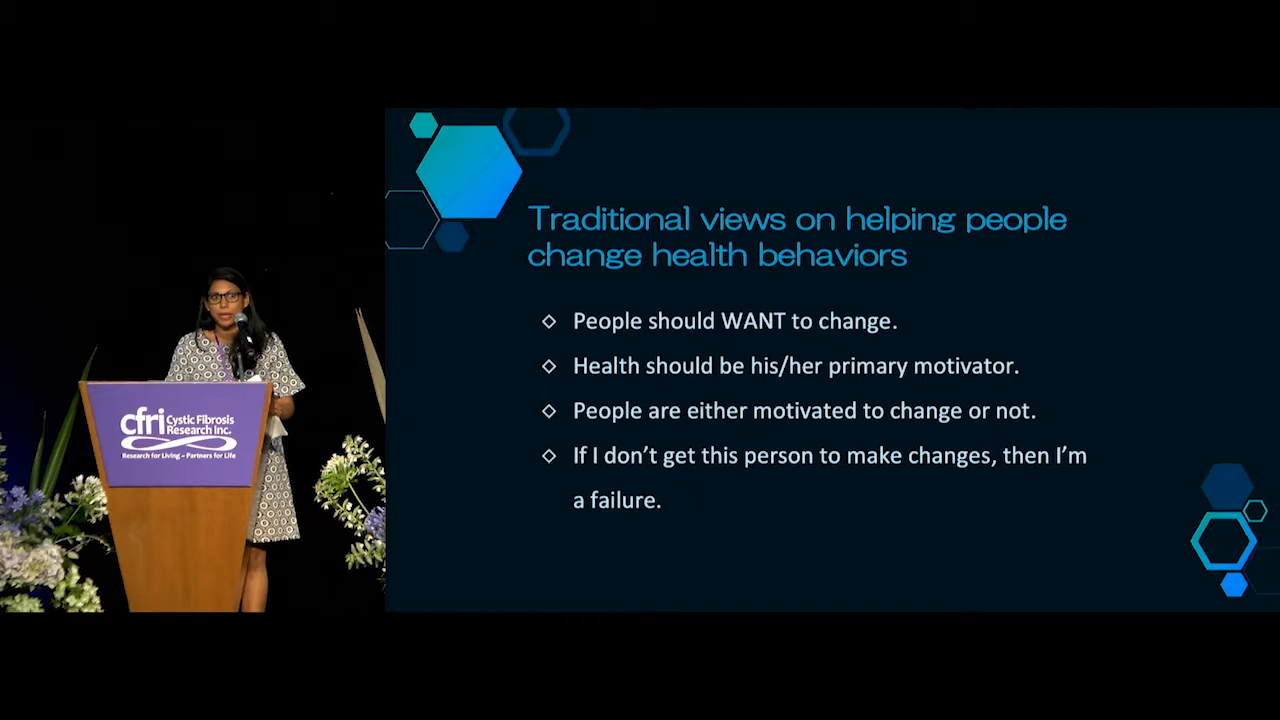 cfri Cystic Fibrosis
Research Inc.
Research for Living – Partners for Life
Traditional views on helping people
change health behaviors
People should WANT to change.
Health should be his/her primary motivator.
People are either motivated to change or not.
If I don't get this person to make changes, then I'm
a failure.